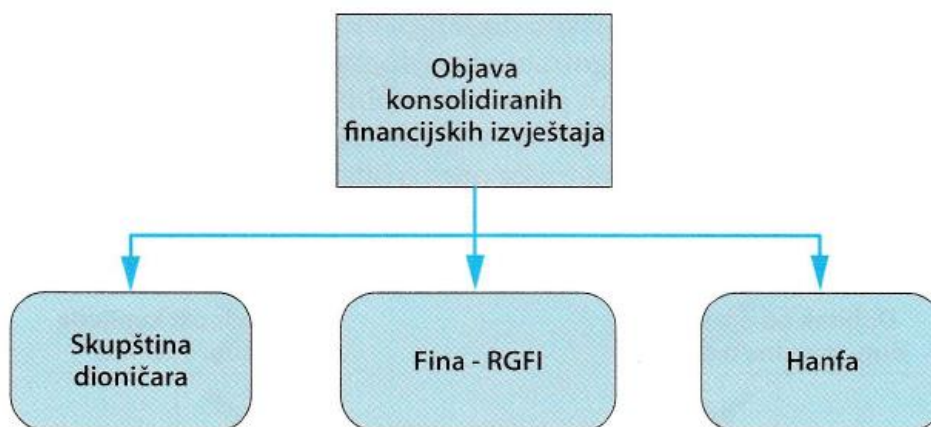 Objava
konsolidiranih
financijskih izvještaja
Skupština
dioničara
Fina - RGFI
Hanfa